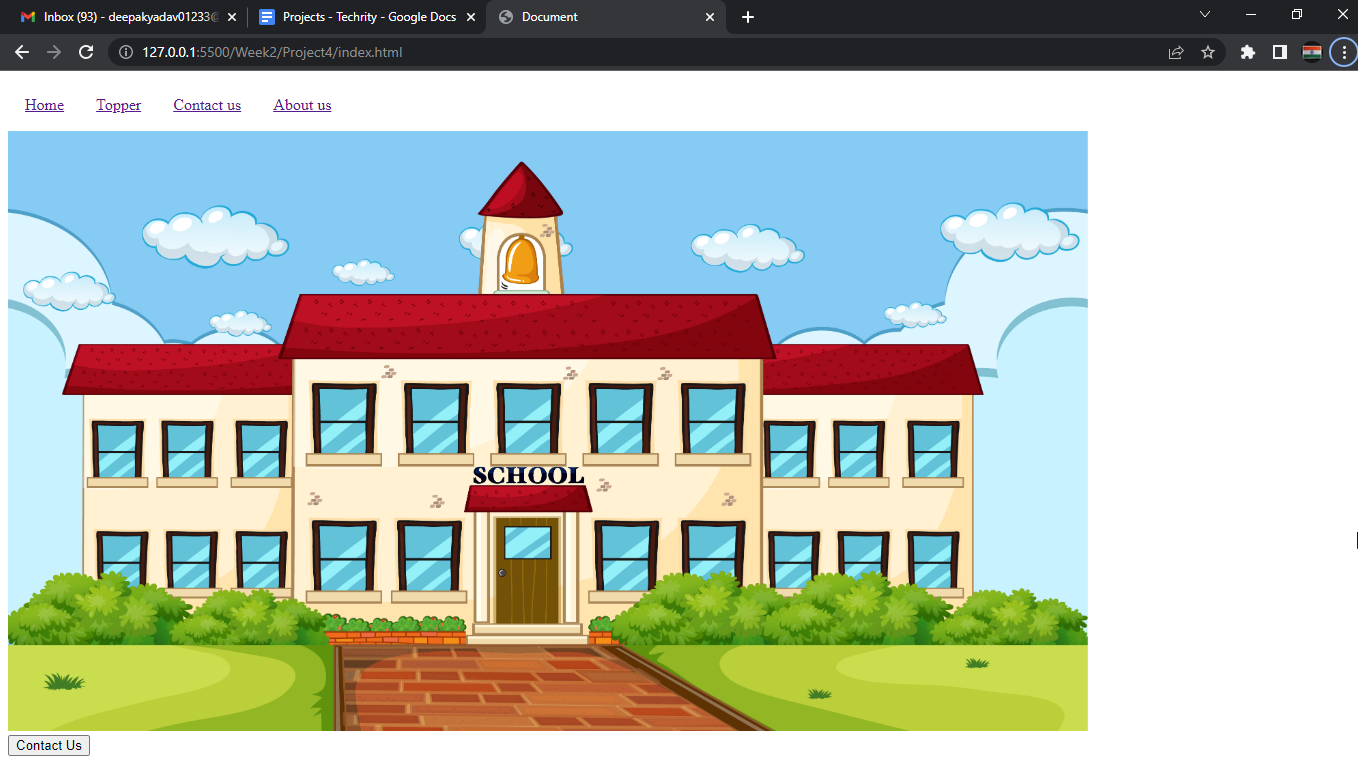 Inbox (93) - deepakyadav01233@
Projects - Techrity - Google Docs
Document
127.0.0.1:5500/Week2/Project4/index.html
Home Topper Contact us About us
SCHOOL
Contact Us